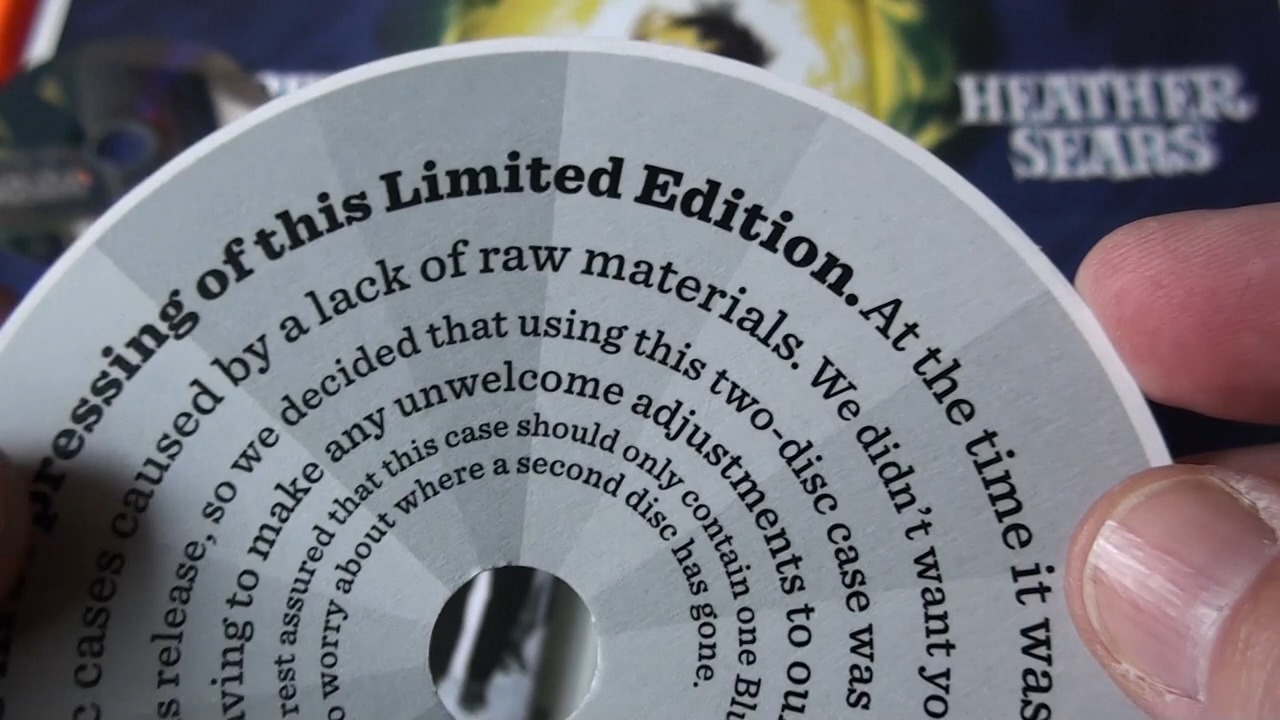 HEATHER
SEARS
pressing of this Limited Edition. At the time it was
c cases caused by a lack of raw materials. We didn't want yo
s release, so we decided that using this two-disc case was
aving to make any unwelcome adjustments to ou
rest assured that this case should only contain one Blu
o worry about where a second disc has gone.